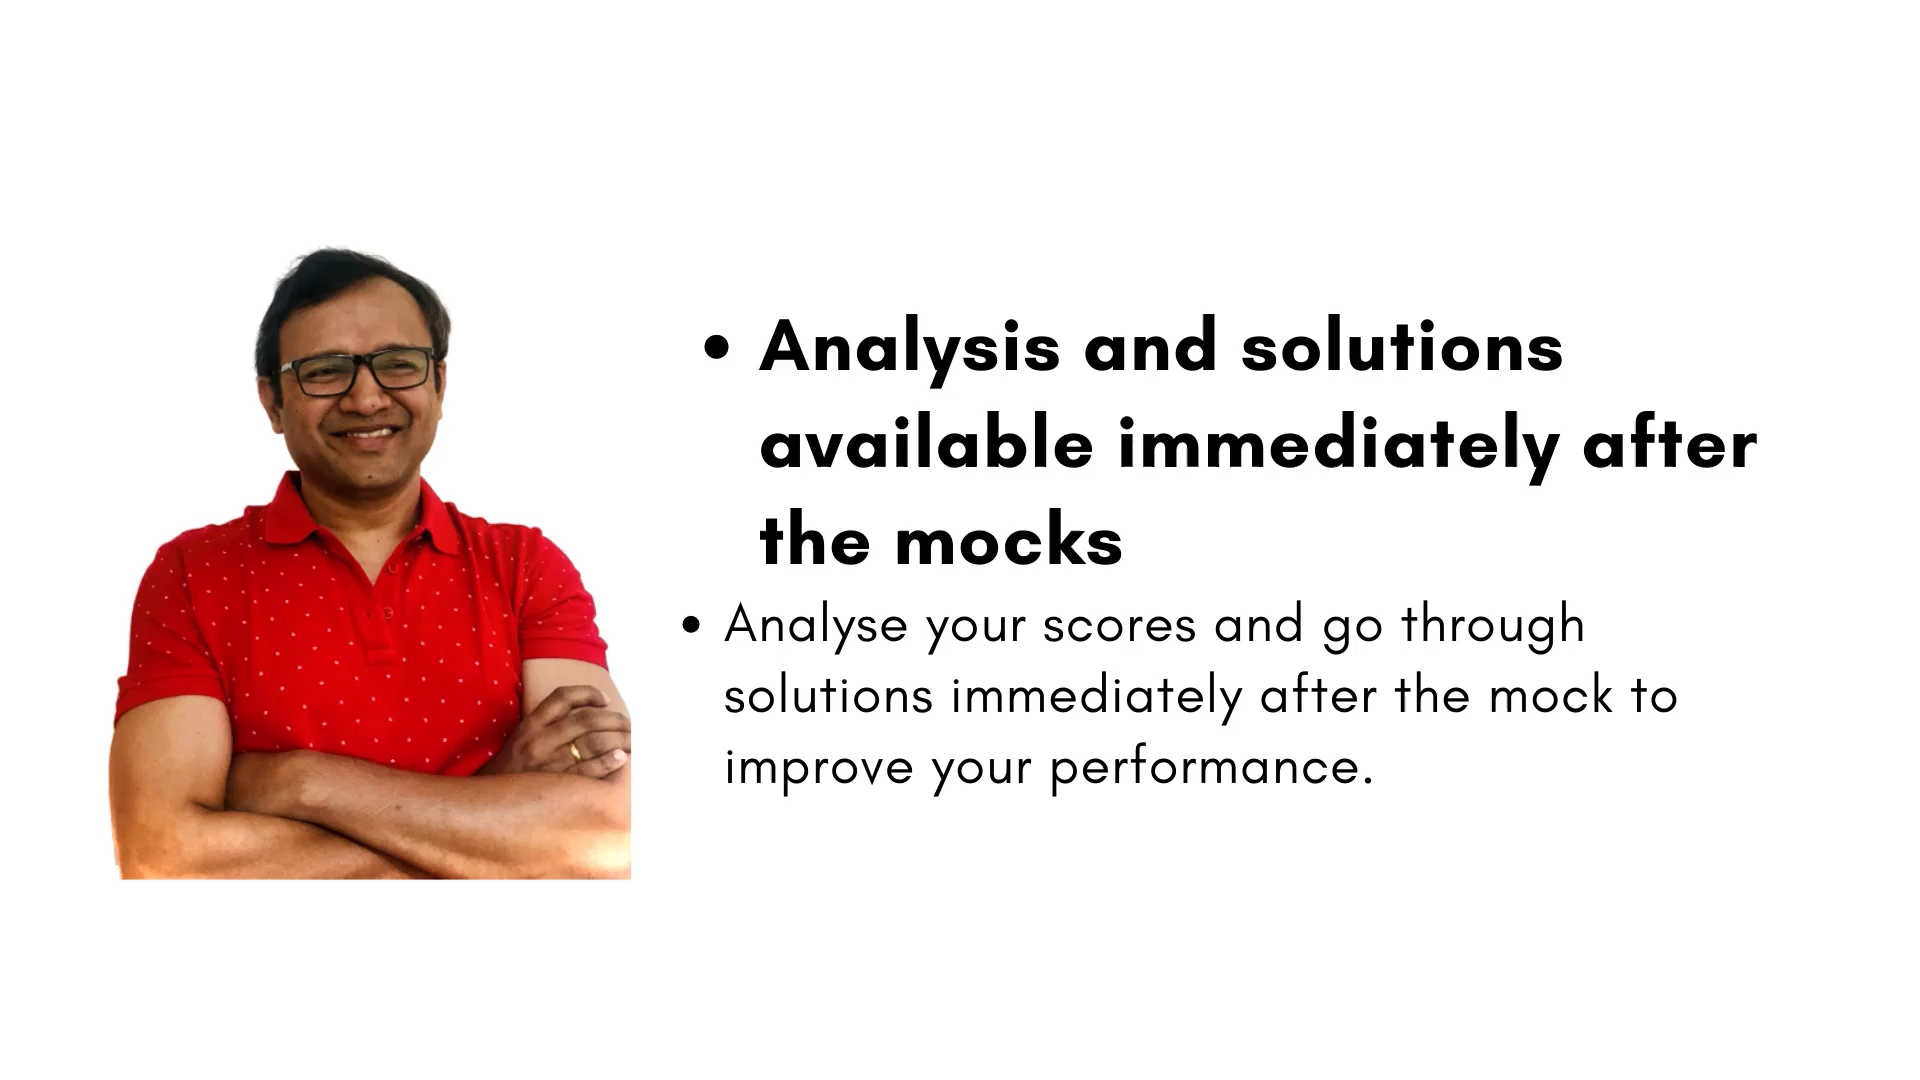 • Analysis and solutions
available immediately after
the mocks
• Analyse your scores and go through
solutions immediately after the mock to
improve your performance.